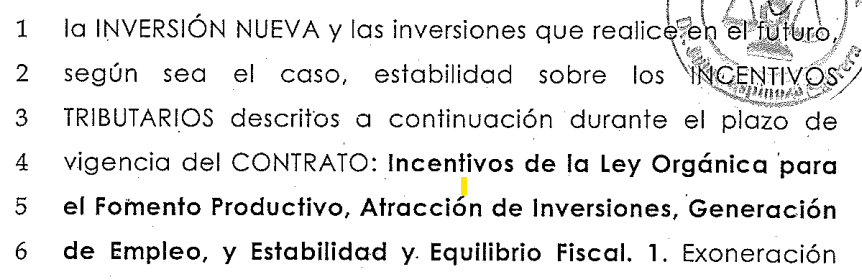 1 la INVERSIÓN NUEVA y las inversiones que realice en el futuro,
2 según sea el caso, estabilidad sobre los INCENTIVOS
3 TRIBUTARIOS descritos a continuación durante el plazo de
4 vigencia del CONTRATO: Incentivos de la Ley Orgánica para
5 el Fomento Productivo, Atracción de Inversiones, Generación
6 de Empleo, y Estabilidad y Equilibrio Fiscal. 1. Exoneración